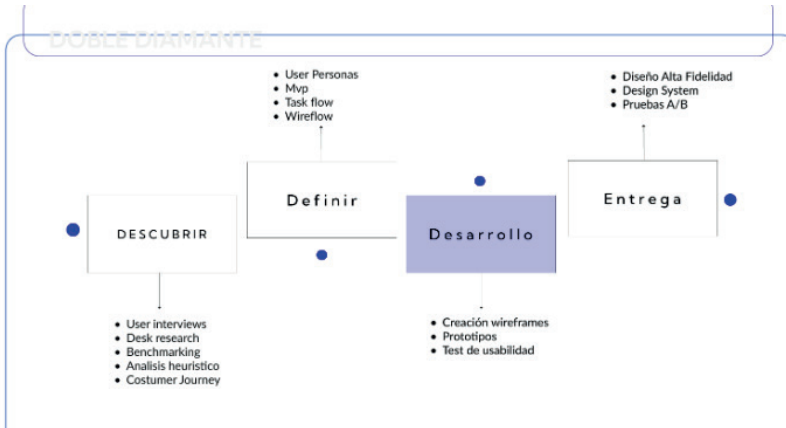 DOBLE DIAMANTE
DESCUBRIR
• User interviews
• Desk research
• Benchmarking
• Analisis heuristico
• Costumer Journey
• User Personas
• Mvp
• Task flow
• Wireflow
Definir
Desarrollo
• Creación wireframes
• Prototipos
• Test de usabilidad
• Diseño Alta Fidelidad
• Design System
• Pruebas A/B
Entrega